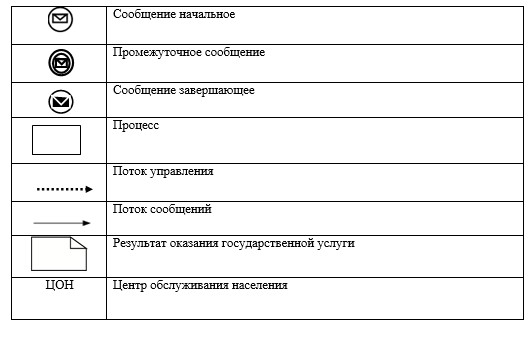 Сообщение начальное
Промежуточное сообщение
Сообщение завершающее
Процесс
Поток управления
Поток сообщений
Результат оказания государственной услуги
ЦОН Центр обслуживания населения